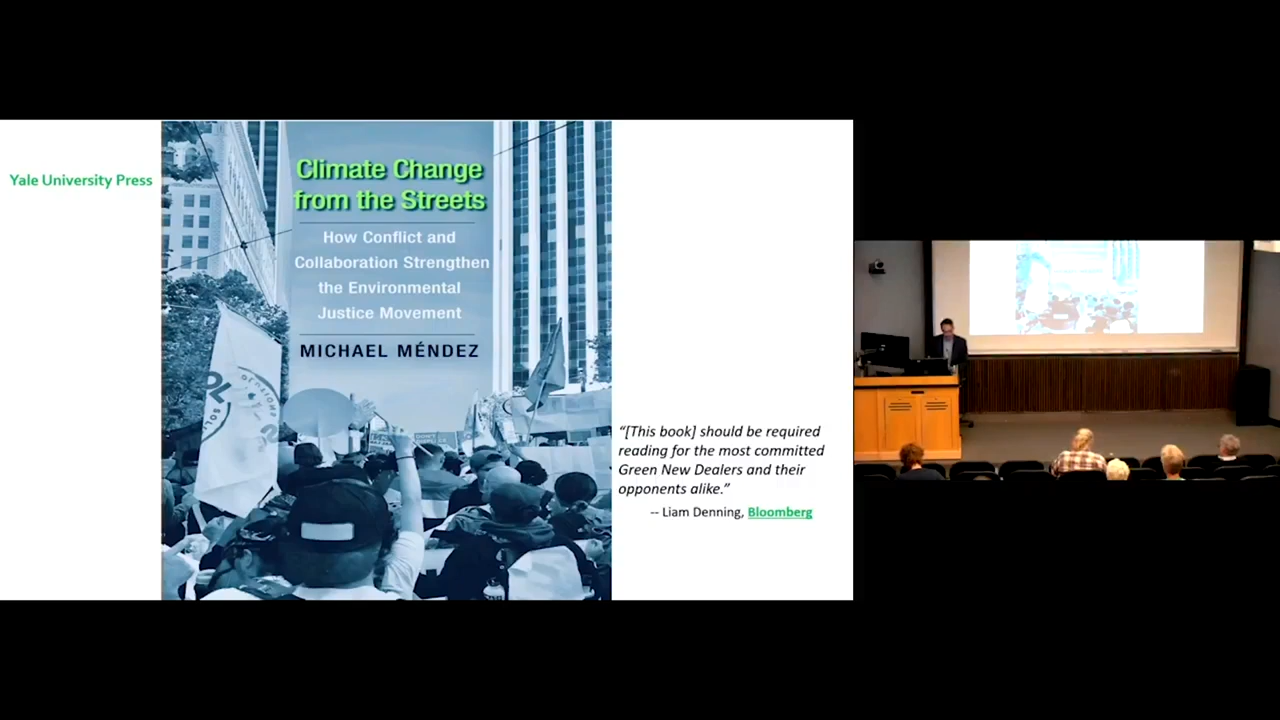 Yale University Press
Climate Change
from the Streets
How Conflict and
Collaboration Strengthen
the Environmental
Justice Movement
MICHAEL MÉNDEZ
“[This book] should be required
reading for the most committed
Green New Dealers and their
opponents alike.”
-- Liam Denning, Bloomberg